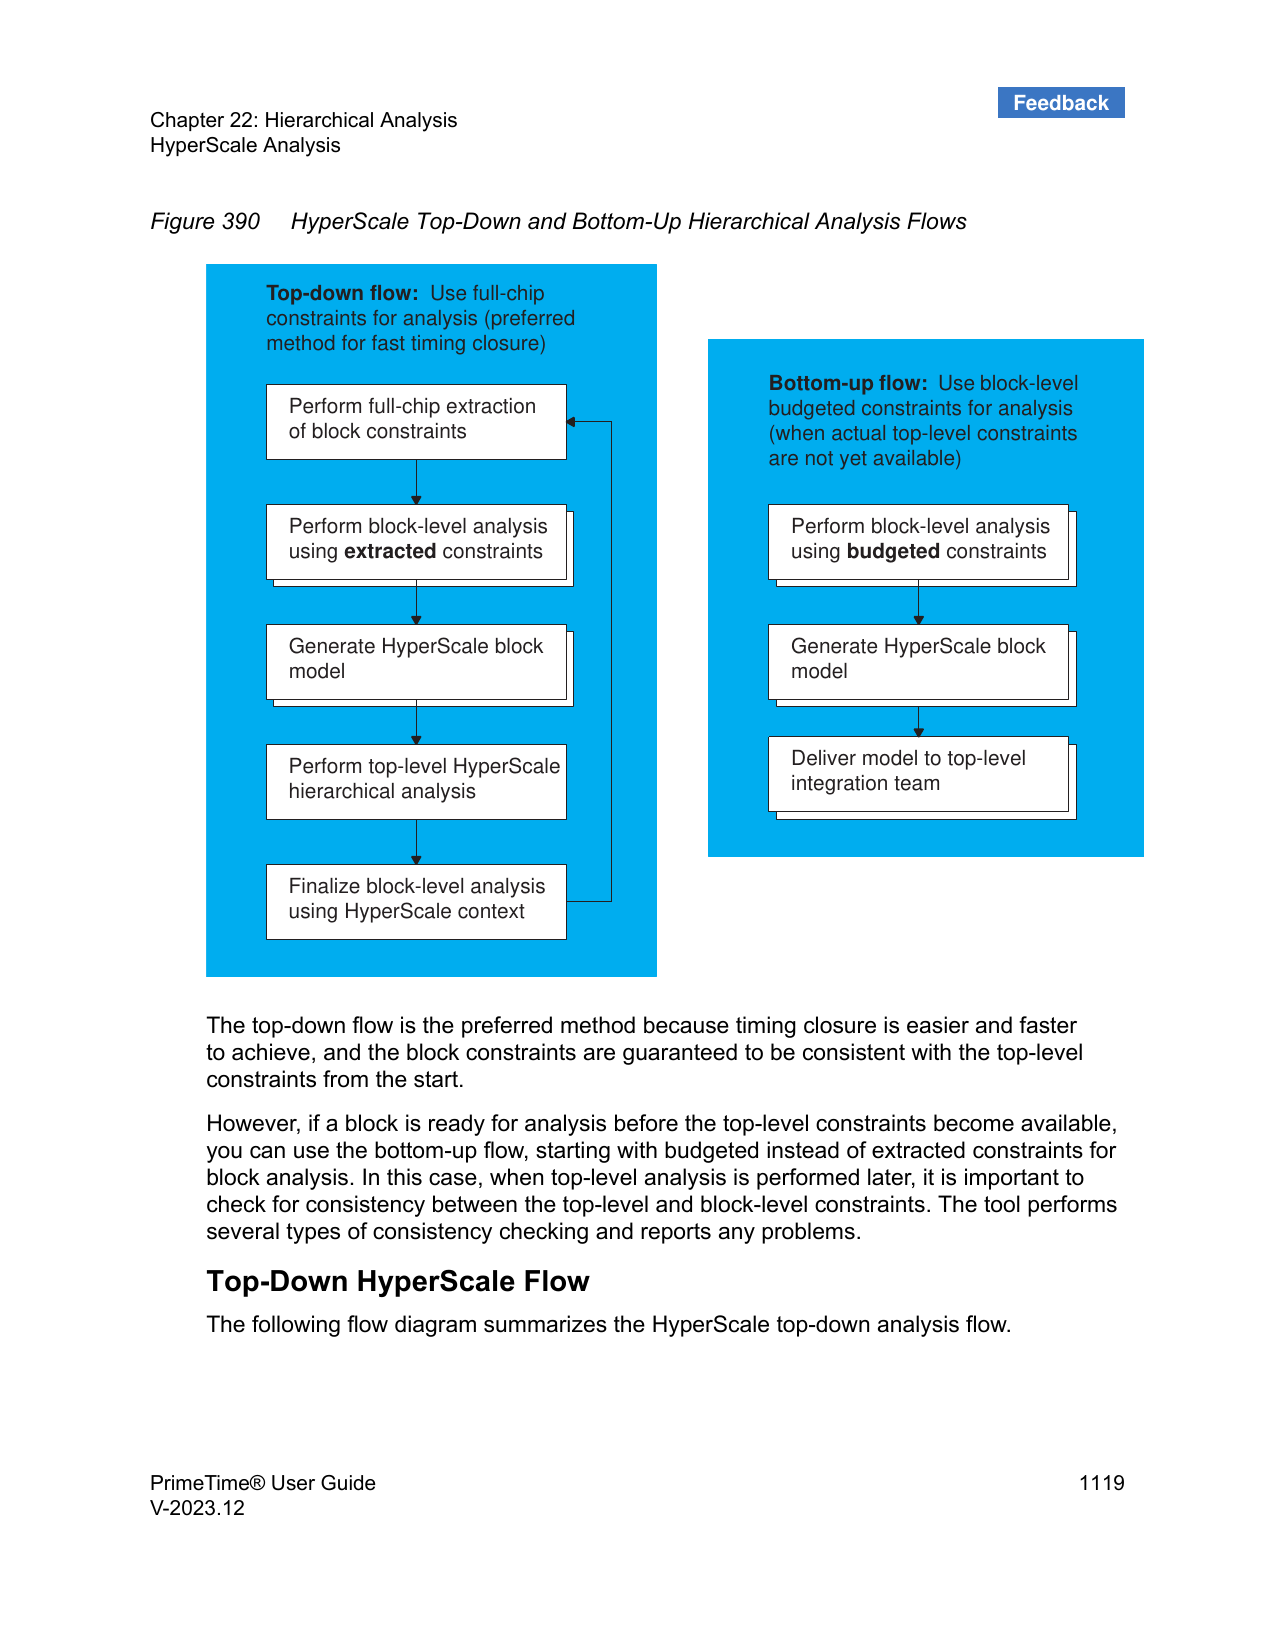 Feedback
Chapter 22: Hierarchical Analysis
HyperScale Analysis
Figure 390 HyperScale Top-Down and Bottom-Up Hierarchical Analysis Flows
Top-down flow: Use full-chip
constraints for analysis (preferred
method for fast timing closure)
Perform full-chip extraction
of block constraints
Perform block-level analysis
using extracted constraints
Generate HyperScale block
model
Perform top-level HyperScale
hierarchical analysis
Finalize block-level analysis
using HyperScale context
Bottom-up flow: Use block-level
budgeted constraints for analysis
(when actual top-level constraints
are not yet available)
Perform block-level analysis
using budgeted constraints
Generate HyperScale block
model
Deliver model to top-level
integration team
The top-down flow is the preferred method because timing closure is easier and faster
to achieve, and the block constraints are guaranteed to be consistent with the top-level
constraints from the start.
However, if a block is ready for analysis before the top-level constraints become available,
you can use the bottom-up flow, starting with budgeted instead of extracted constraints for
block analysis. In this case, when top-level analysis is performed later, it is important to
check for consistency between the top-level and block-level constraints. The tool performs
several types of consistency checking and reports any problems.
Top-Down HyperScale Flow
The following flow diagram summarizes the HyperScale top-down analysis flow.
PrimeTime® User Guide 1119
V-2023.12